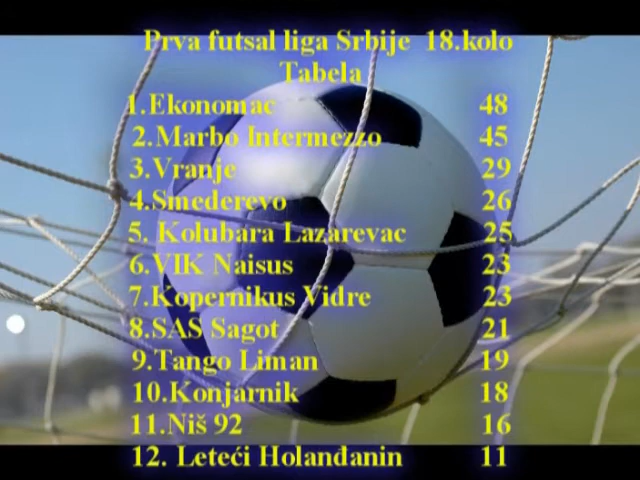 Prva futsal liga Srbije 18.kolo
Tabela
1.Ekonomac 48
2.Marbo Intermezzo 45
3.Vranje 29
4.Smederevo 26
5. Kolubara Lazarevac 25
6.VIK Naisus 23
7.Kopernikus Vidre 23
8.SAS Sagot 21
9.Tango Liman 19
10.Konjarnik 18
11.Niš 92 16
12. Leteći Holanđanin 11